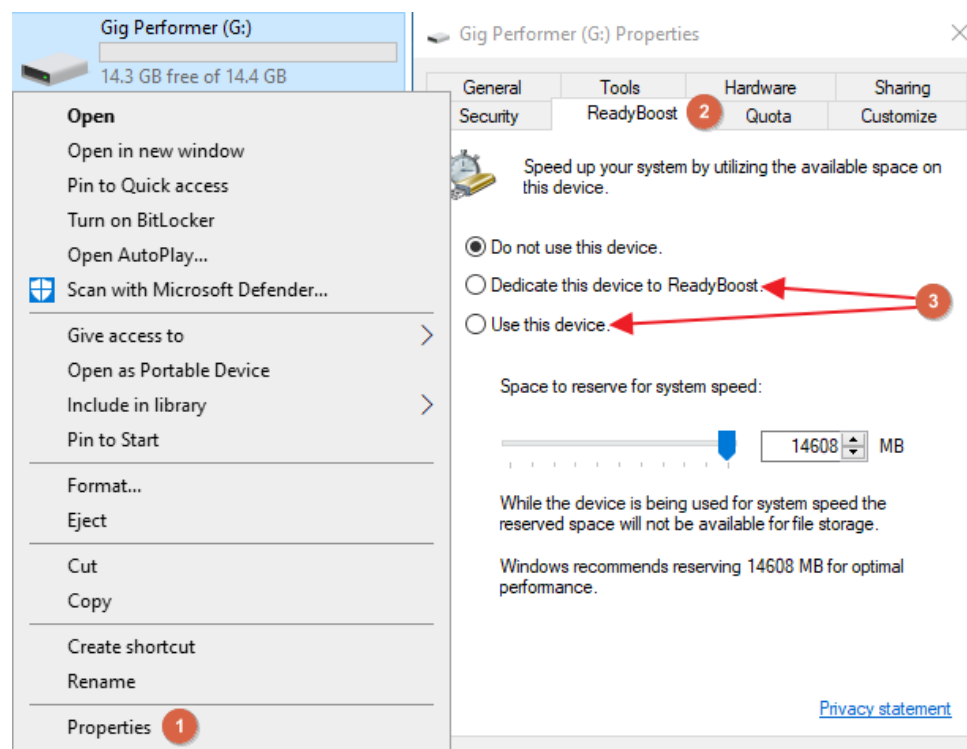 Gig Performer (G:)
14.3 GB free of 14.4 GB
Open
Open in new window
Pin to Quick access
Turn on BitLocker
Open AutoPlay...
Scan with Microsoft Defender...
Give access to
Open as Portable Device
Include in library
Pin to Start
Format...
Eject
Cut
Copy
Create shortcut
Rename
Properties 1
Gig Performer (G:) Properties
General Tools Hardware Sharing
Security ReadyBoost 2 Quota Customize
Speed up your system by utilizing the available space on
this device.
Do not use this device.
Dedicate this device to ReadyBoost.
3
Use this device.
Space to reserve for system speed:
14608 MB
While the device is being used for system speed the
reserved space will not be available for file storage.
Windows recommends reserving 14608 MB for optimal
performance.
Privacy statement